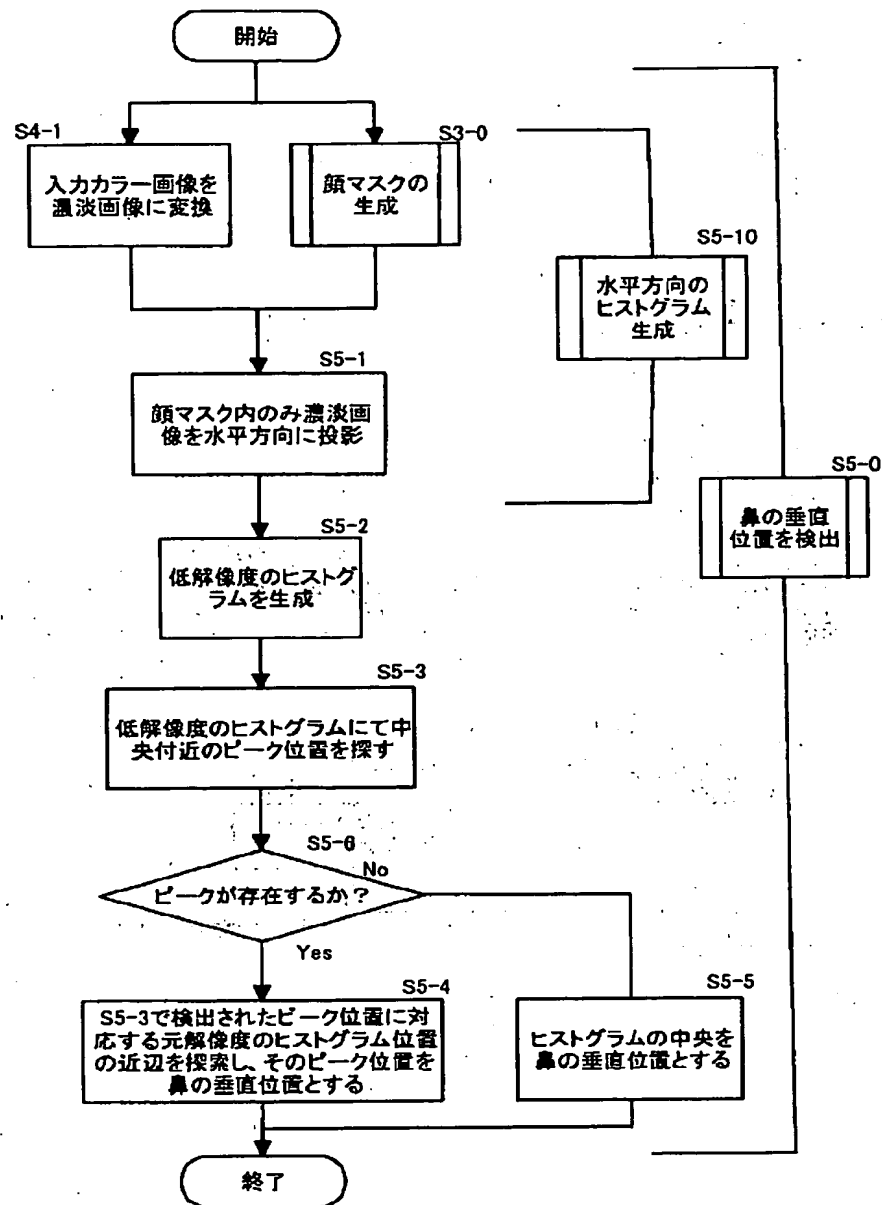 開始
S4-1
入力カラー画像を
濃淡画像に変換
S3-0
顔マスクの
生成
S5-10
水平方向の
ヒストグラム
生成
S5-1
顔マスク内のみ濃淡画
像を水平方向に投影
S5-0
鼻の垂直
位置を検出
S5-2
低解像度のヒストグ
ラムを生成
S5-3
低解像度のヒストグラムにて中
央付近のピーク位置を探す
S5-6
ピークが存在するか？
No
Yes
S5-4
S5-3で検出されたピーク位置に対
応する元解像度のヒストグラム位置
の近辺を探索し、そのピーク位置を
鼻の垂直位置とする
S5-5
ヒストグラムの中央を
鼻の垂直位置とする
終了